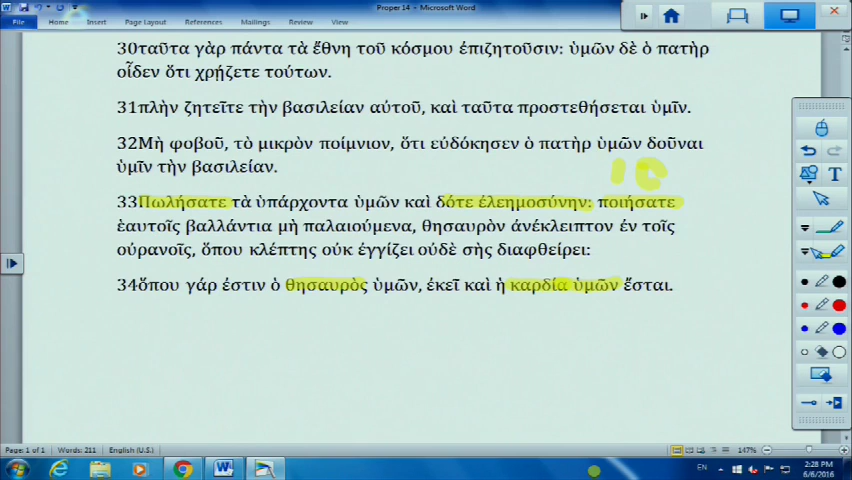 Proper 14 - Microsoft Word
File Home Insert Page Layout References Mailings Review View
30ταῦτα γὰρ πάντα τὰ ἔθνη τοῦ κόσμου ἐπιζητοῦσιν: ὑμῶν δὲ ὁ πατὴρ
οἶδεν ὅτι χρῄζετε τούτων.
31πλὴν ζητεῖτε τὴν βασιλείαν αὐτοῦ, καὶ ταῦτα προστεθήσεται ὑμῖν.
32Μὴ φοβοῦ, τὸ μικρὸν ποίμνιον, ὅτι εὐδόκησεν ὁ πατὴρ ὑμῶν δοῦναι
ὑμῖν τὴν βασιλείαν.
33Πωλήσατε τὰ ὑπάρχοντα ὑμῶν καὶ δότε ἐλεημοσύνην: ποιήσατε
ἑαυτοῖς βαλλάντια μὴ παλαιούμενα, θησαυρὸν ἀνέκλειπτον ἐν τοῖς
οὐρανοῖς, ὅπου κλέπτης οὐκ ἐγγίζει οὐδὲ σὴς διαφθείρει:
34ὅπου γάρ ἐστιν ὁ θησαυρὸς ὑμῶν, ἐκεῖ καὶ ἡ καρδία ὑμῶν ἔσται.
T
Page: 1 of 1 Words: 211 English (U.S.) 147%
EN 2:28 PM
6/6/2016